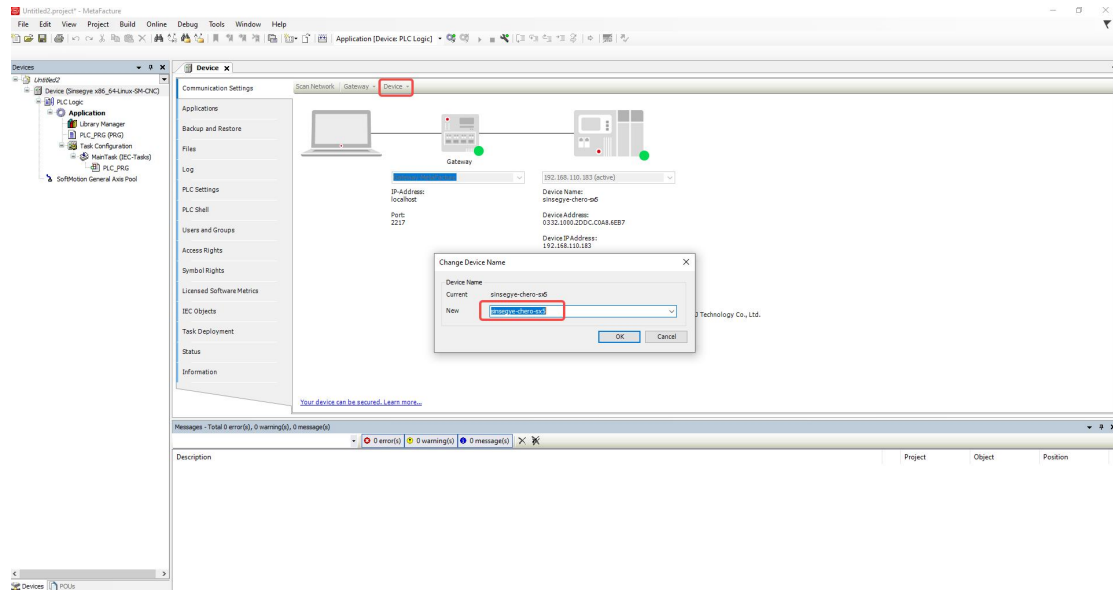 Untitled2.project* - MetaFacture
File Edit View Project Build Online Debug Tools Window Help
Application [Device: PLC Logic]
Devices
Untitled2
Device (Sinsegye x86_64-Linux-SM-CNC)
PLC Logic
Application
Library Manager
PLC_PRG (PRG)
Task Configuration
MainTask (IEC-Tasks)
PLC_PRG
SoftMotion General Axis Pool
Devices POUs
Device
Communication Settings
Applications
Backup and Restore
Files
Log
PLC Settings
PLC Shell
Users and Groups
Access Rights
Symbol Rights
Licensed Software Metrics
IEC Objects
Task Deployment
Status
Information
Scan Network Gateway Device
Gateway
192.168.110.183 (active)
IP-Address:
localhost
Port:
2217
Device Name:
sinsegye-chero-sx5
Device Address:
0332.1000.2DDC.C0A8.6EB7
Device IP Address:
192.168.110.183
Technology Co., Ltd.
Change Device Name
Device Name
Current sinsegye-chero-sx5
New sinsegye-chero-sx5
OK Cancel
Your device can be secured. Learn more...
Messages - Total 0 error(s), 0 warning(s), 0 message(s)
0 error(s) 0 warning(s) 0 message(s)
Description Project Object Position